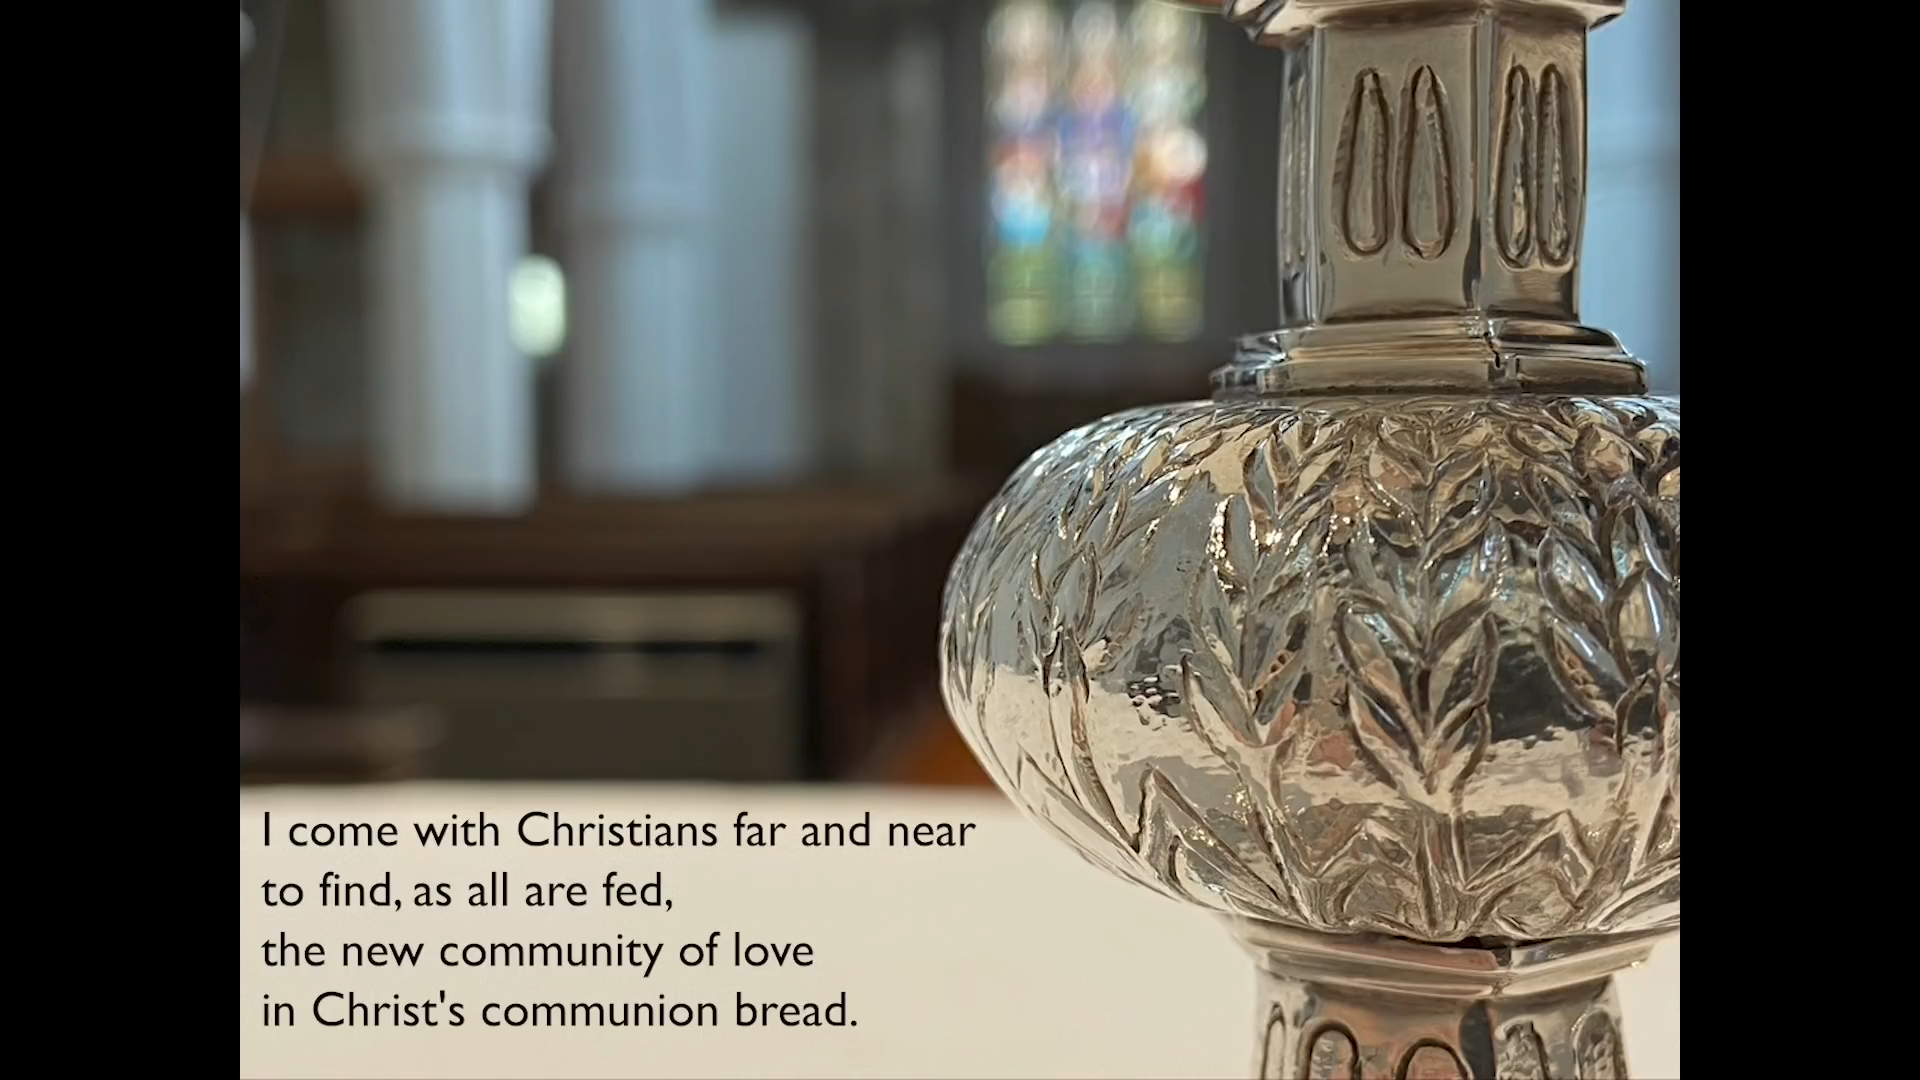 I come with Christians far and near
to find, as all are fed,
the new community of love
in Christ's communion bread.